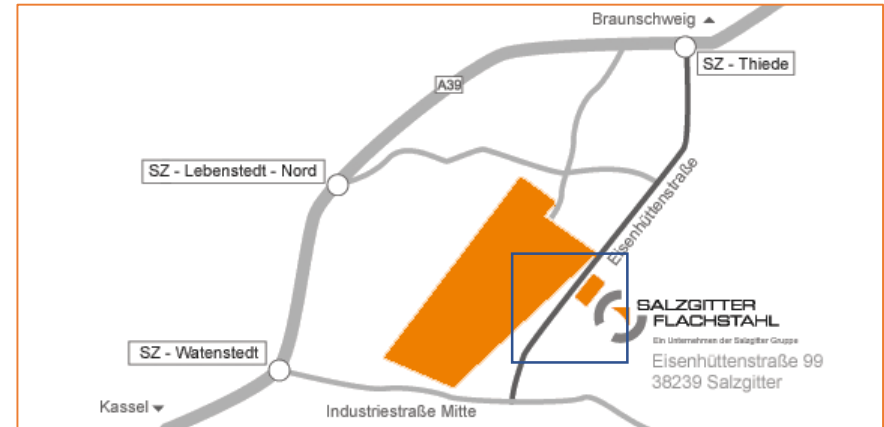 Braunschweig
SZ - Thiede
A39
SZ - Lebenstedt - Nord
Eisenhüttenstraße
SALZGITTER
FLACHSTAHL
Ein Unternehmen der Salzgitter Gruppe
Eisenhüttenstraße 99
38239 Salzgitter
SZ - Watenstedt
Kassel
Industriestraße Mitte